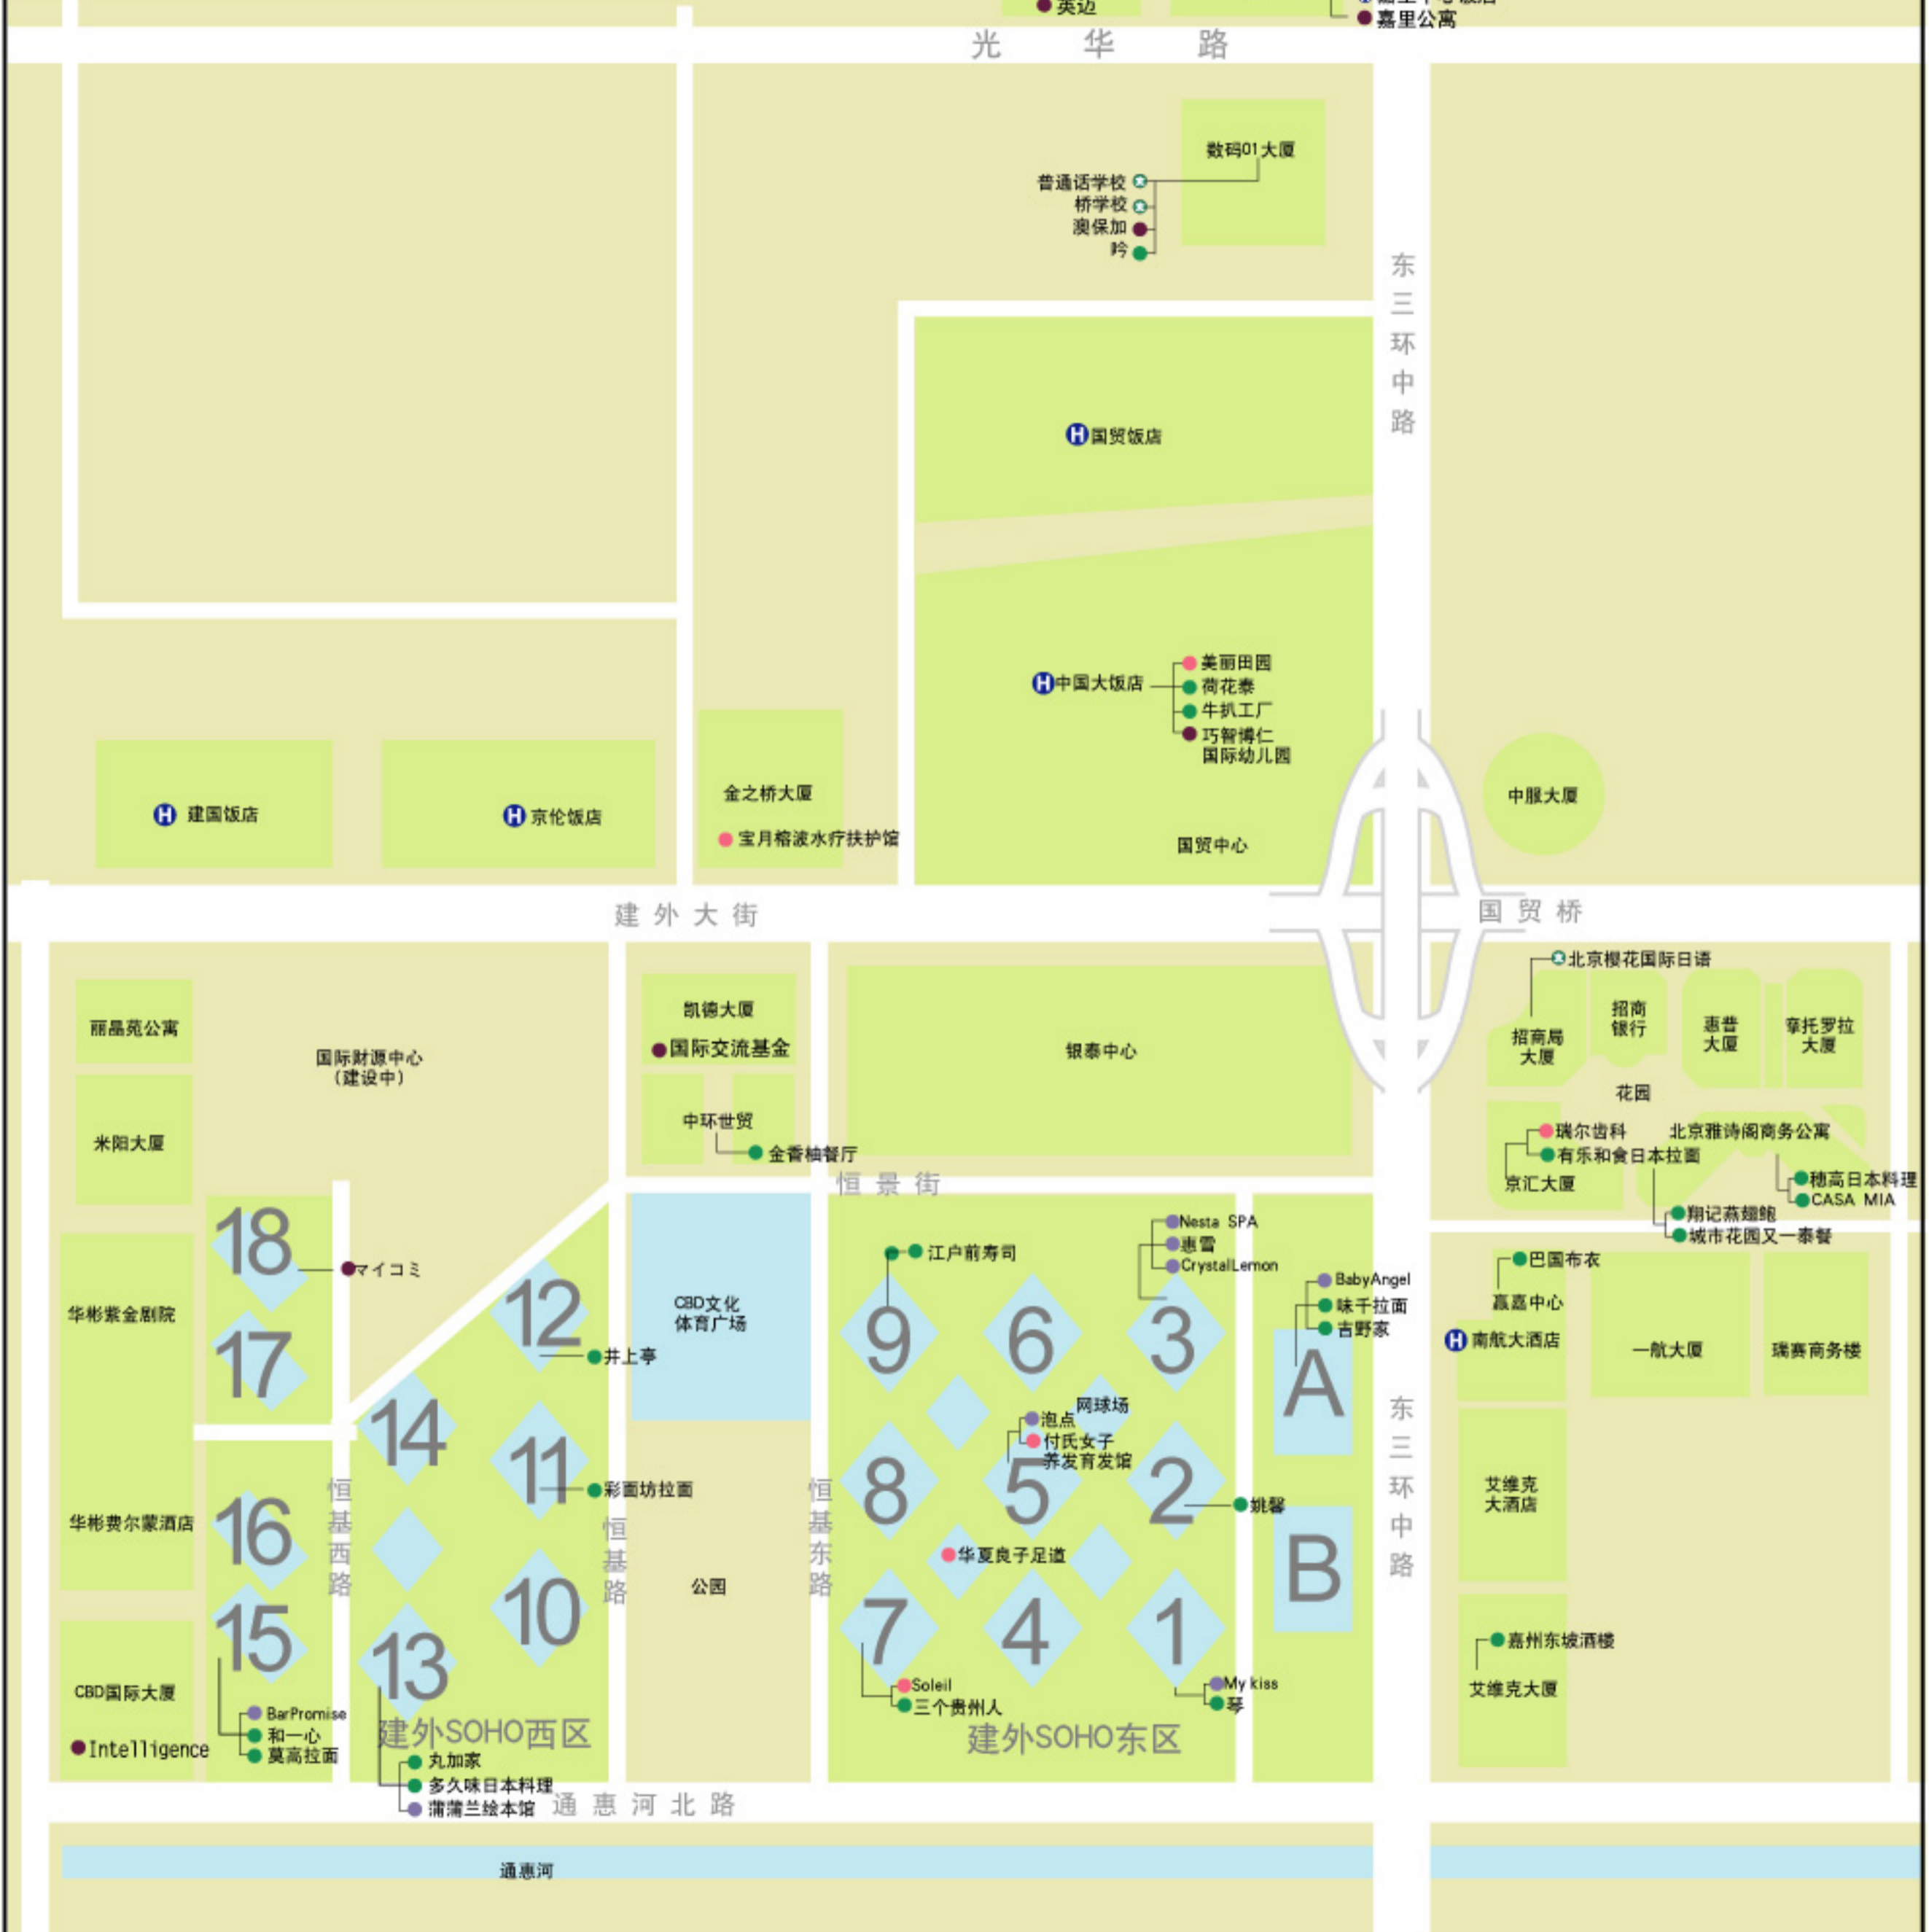 英迈
嘉里公寓
光华路
数码01大厦
普通话学校
桥学校
澳保加
吟
东三环中路
国贸饭店
美丽田园
中国大饭店
荷花泰
牛扒工厂
巧智博仁
国际幼儿园
金之桥大厦
中服大厦
建国饭店
京伦饭店
宝月榕波水疗扶护馆
国贸中心
建外大街
国贸桥
北京樱花国际日语
丽晶苑公寓
国际财源中心
(建设中)
凯德大厦
国际交流基金
银泰中心
招商局
大厦
招商
银行
惠普
大厦
摩托罗拉
大厦
花园
米阳大厦
中环世贸
金香柚餐厅
瑞尔齿科
有乐和食日本拉面
京汇大厦
北京雅诗阁商务公寓
穗高日本料理
CASA MIA
翔记燕翅鲍
城市花园又一泰餐
恒景街
18
マイコミ
17
华彬紫金剧院
12
井上亭
CBD文化
体育广场
江户前寿司
9
6
Nesta SPA
惠雪
CrystalLemon
3
BabyAngel
味千拉面
吉野家
A
巴国布衣
嬴嘉中心
南航大酒店
一航大厦
瑞赛商务楼
14
11
彩面坊拉面
网球场
泡点
付氏女子
养发育发馆
8
5
2
姚馨
东三环中路
艾维克
大酒店
华彬费尔蒙酒店
16
恒基西路
恒基路
恒基东路
华夏良子足道
B
15
13
10
公园
7
4
1
嘉州东坡酒楼
艾维克大厦
CBD国际大厦
Intelligence
BarPromise
和一心
莫高拉面
建外SOHO西区
Soleil
三个贵州人
My kiss
琴
建外SOHO东区
丸加家
多久味日本料理
蒲蒲兰绘本馆
通惠河北路
通惠河